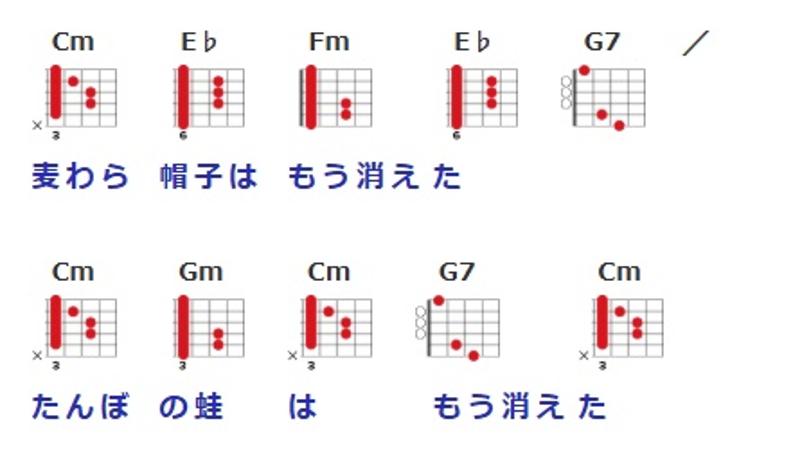 Cm E♭ Fm E♭ G7 ／
× 3 6 6
麦わら 帽子は もう消え た
Cm Gm Cm G7 Cm
× 3 3 × 3 × 3
たんぼ の蛙 は もう消え た